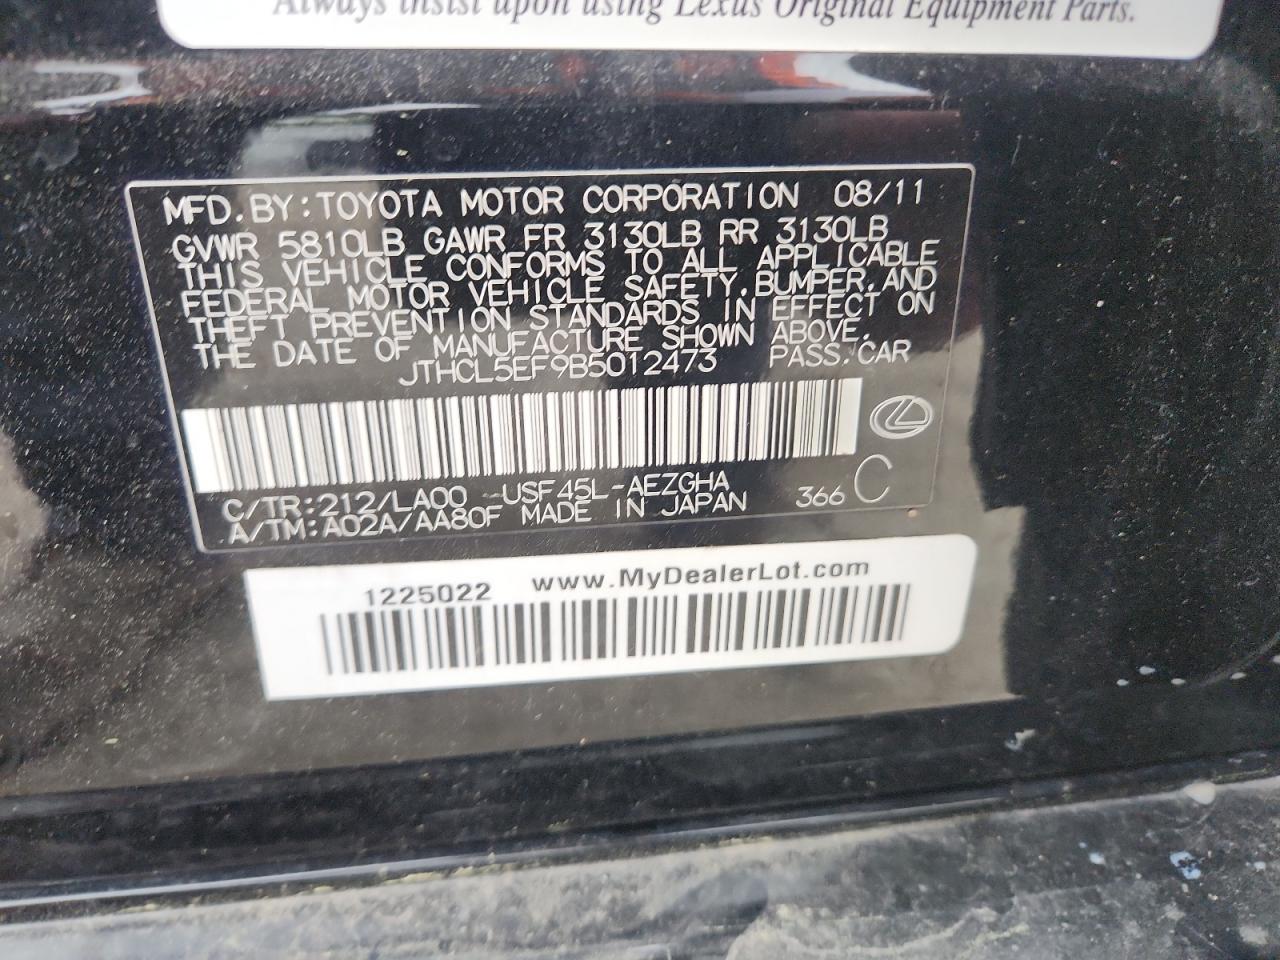 Always insist upon using Lexus Original Equipment Parts.
MFD. BY: TOYOTA MOTOR CORPORATION 08/11
GVWR 5810LB GAWR FR 3130LB RR 3130LB
THIS VEHICLE CONFORMS TO ALL APPLICABLE
FEDERAL MOTOR VEHICLE SAFETY, BUMPER, AND
THEFT PREVENTION STANDARDS IN EFFECT ON
THE DATE OF MANUFACTURE SHOWN ABOVE.
JTHCL5EF9B5012473 PASS. CAR
C/TR: 212/LA00 USF45L-AEZGHA
A/TM: A02A/AA80F MADE IN JAPAN 366 C
1225022 www.MyDealerLot.com